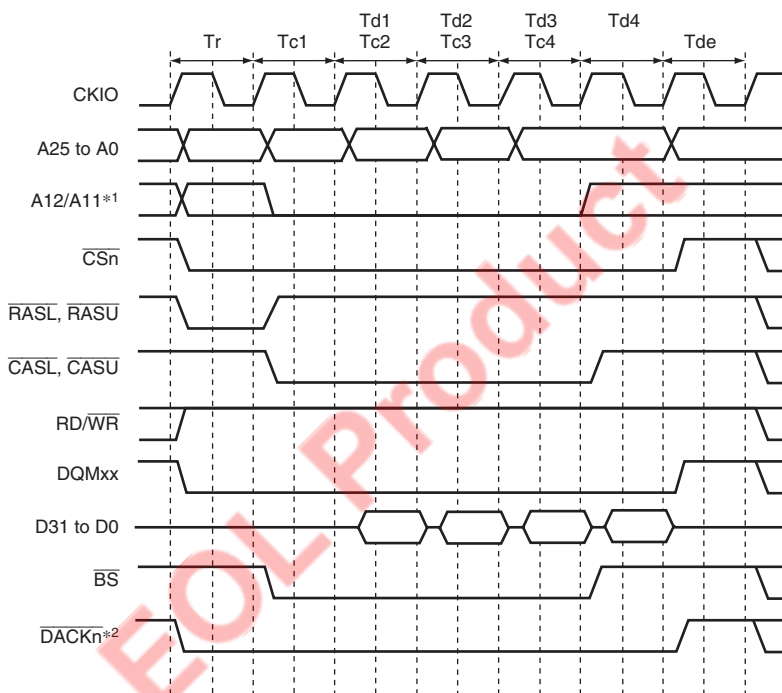 Td1 Td2 Td3 Td4
Tr Tc1 Tc2 Tc3 Tc4 Tde
CKIO
A25 to A0
A12/A11*1
CSn
RASL, RASU
CASL, CASU
RD/WR
DQMxx
D31 to D0
BS
DACKn*2
EOL Product